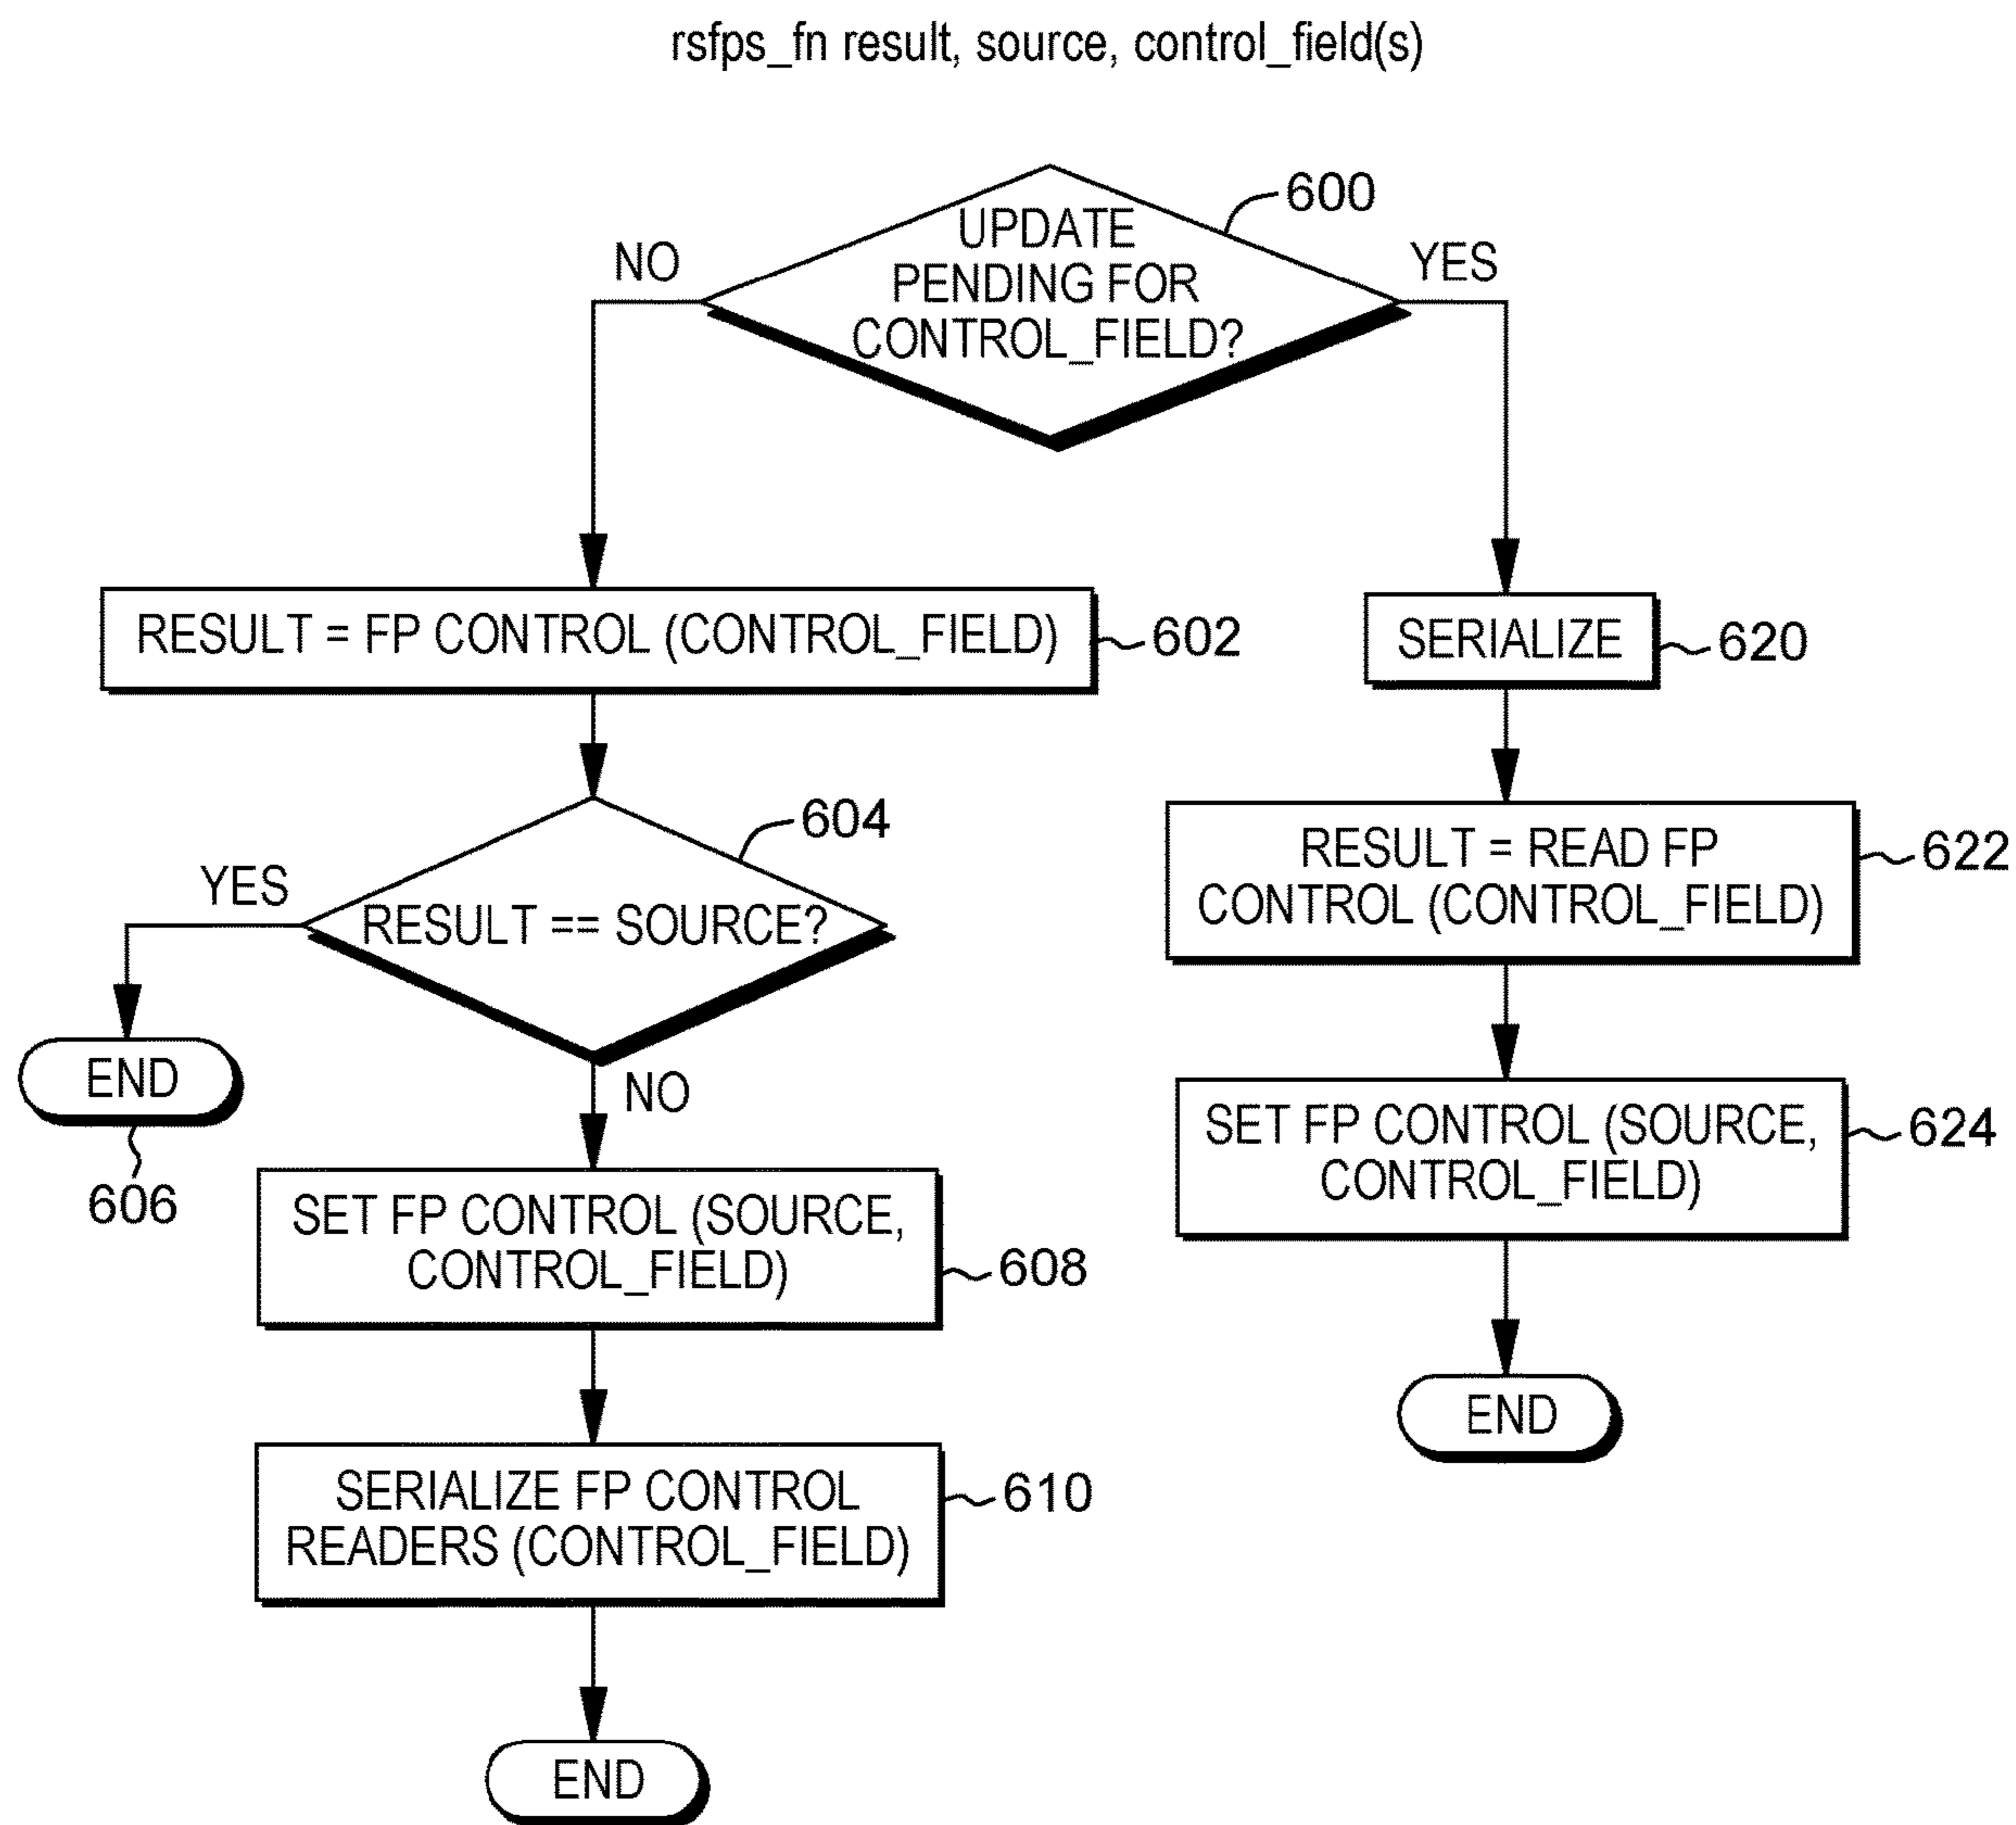 rsfps_fn result, source, control_field(s)
600
UPDATE
PENDING FOR
CONTROL_FIELD?
NO
YES
RESULT = FP CONTROL (CONTROL_FIELD)
602
SERIALIZE
620
604
RESULT == SOURCE?
YES
NO
END
606
RESULT = READ FP
CONTROL (CONTROL_FIELD)
622
SET FP CONTROL (SOURCE,
CONTROL_FIELD)
608
SET FP CONTROL (SOURCE,
CONTROL_FIELD)
624
SERIALIZE FP CONTROL
READERS (CONTROL_FIELD)
610
END
END